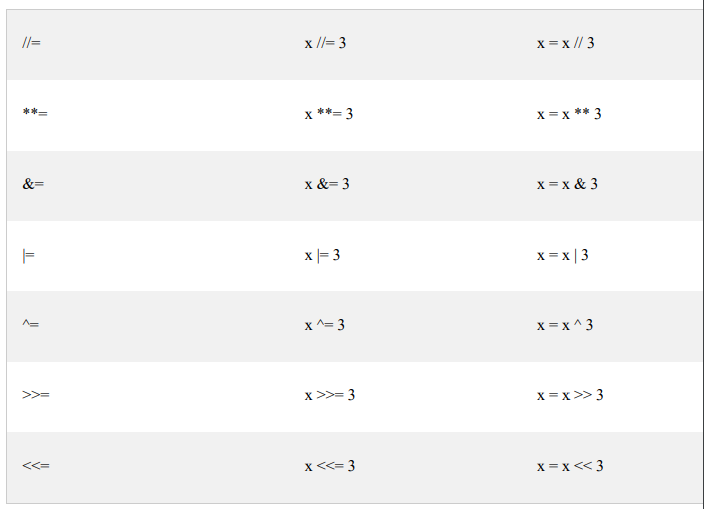 //= x //= 3 x = x // 3
**= x **= 3 x = x ** 3
&= x &= 3 x = x & 3
|= x |= 3 x = x | 3
^= x ^= 3 x = x ^ 3
>>= x >>= 3 x = x >> 3
<<= x <<= 3 x = x << 3